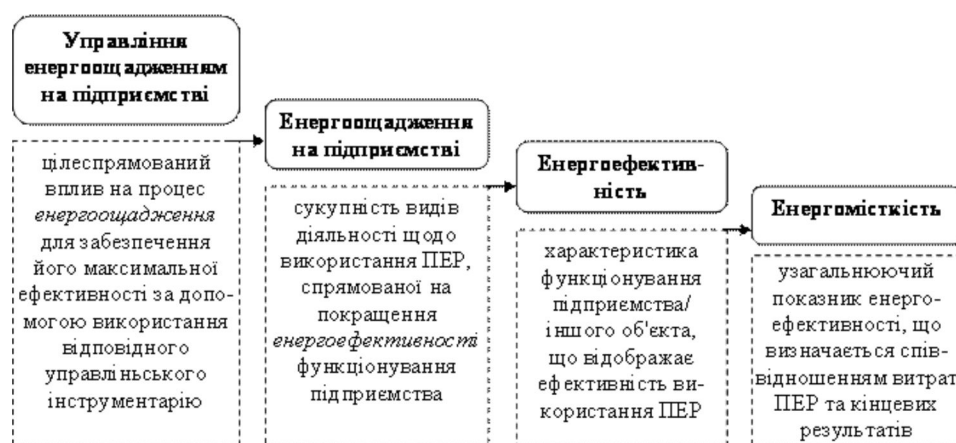 Управління
енергоощадженням
на підприємстві
цілеспрямований
вплив на процес
енергоощадження
для забезпечення
його максимальної
ефективності за допо-
могою використання
відповідного
управліньського
інструментарію
Енергоощадження
на підприємстві
сукупність видів
діяльності щодо
використання ПЕР,
спрямованої на
покращення
енергоефективності
функціонування
підприємства
Енергоефектив-
ність
характеристика
функціонування
підприємства/
іншого об'єкта,
що відображає
ефективність ви-
користання ПЕР
Енергомісткість
узагальнюючий
показник енерго-
ефективності, що
визначається спів-
відношенням витрат
ПЕР та кінцевих
результатів